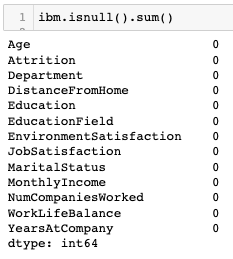 1 ibm.isnull().sum()
Age 0
Attrition 0
Department 0
DistanceFromHome 0
Education 0
EducationField 0
EnvironmentSatisfaction 0
JobSatisfaction 0
MaritalStatus 0
MonthlyIncome 0
NumCompaniesWorked 0
WorkLifeBalance 0
YearsAtCompany 0
dtype: int64